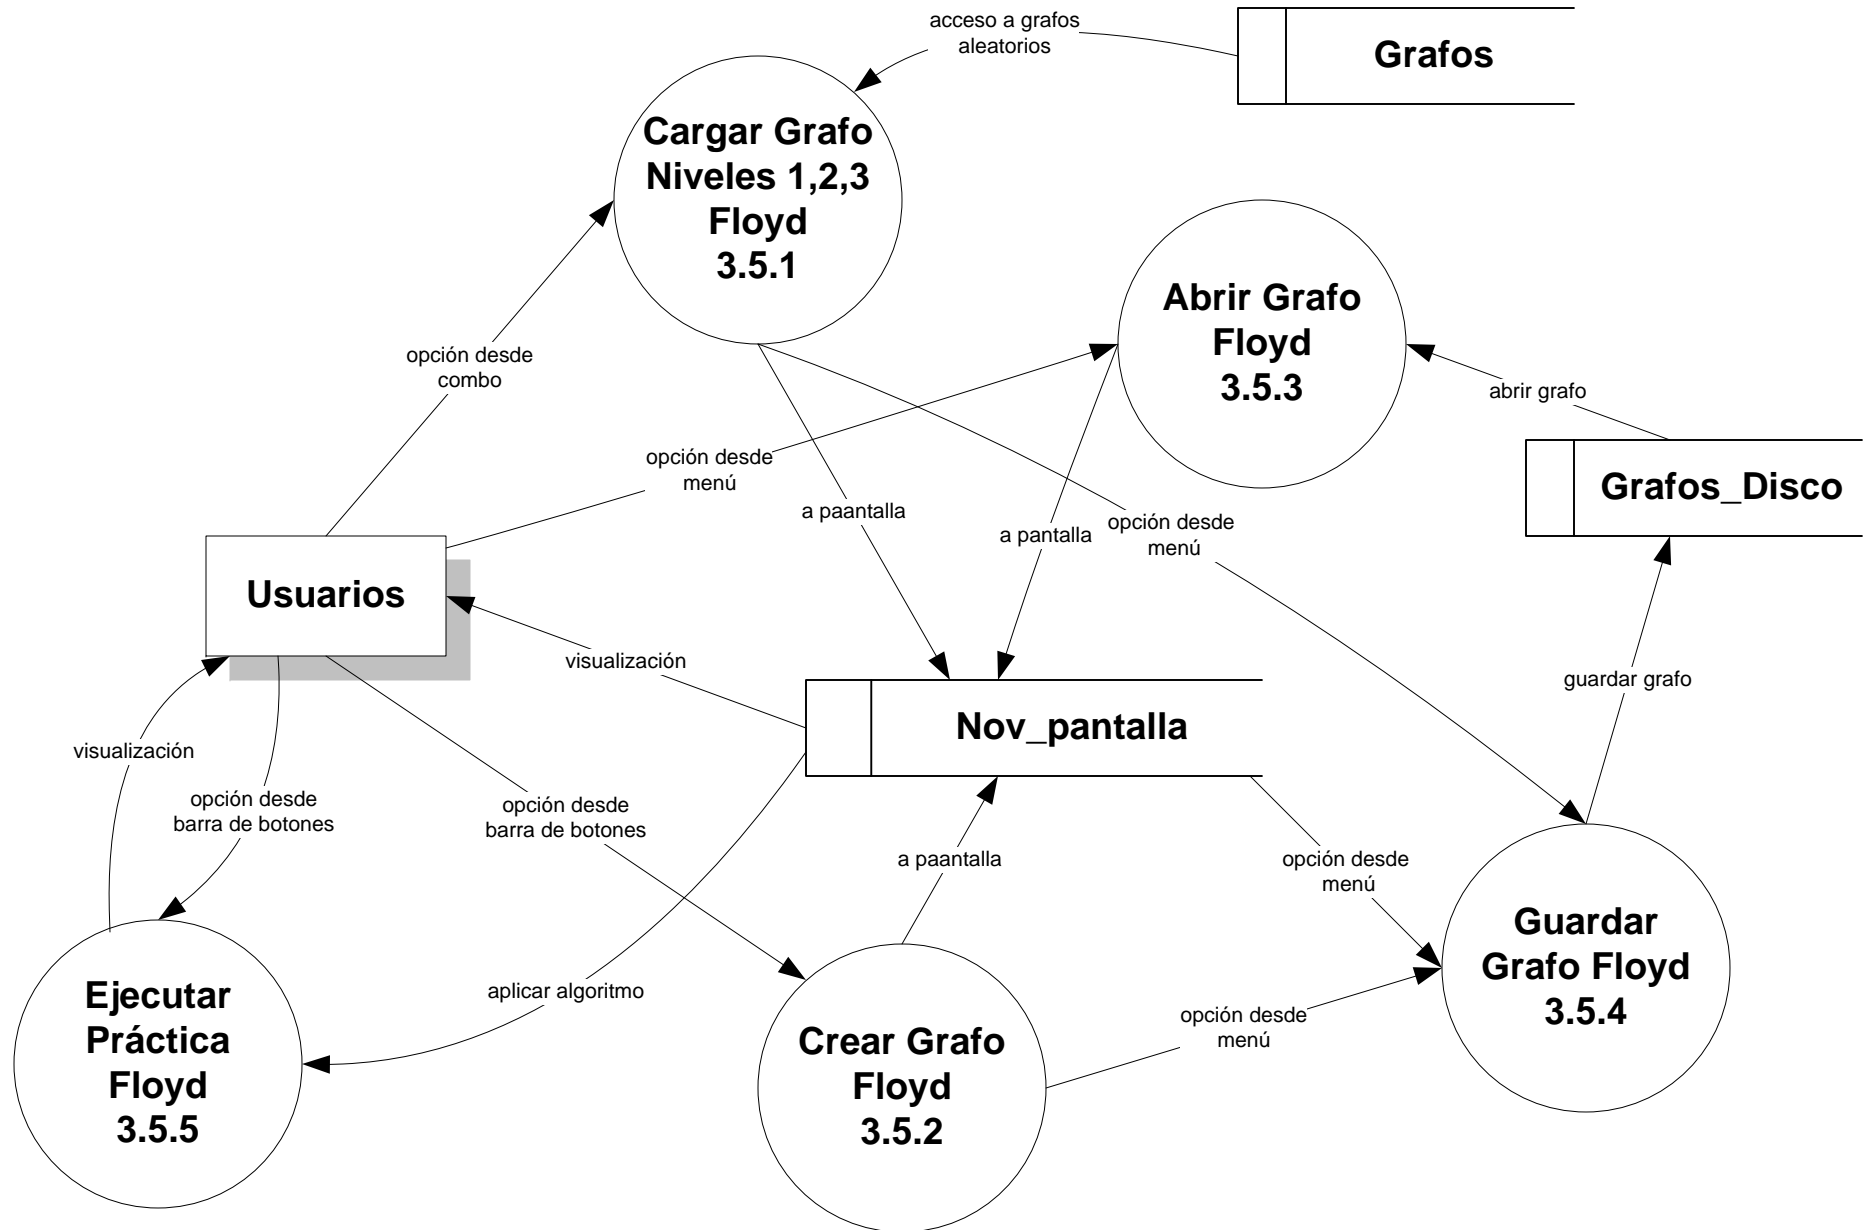 acceso a grafos
aleatorios
Grafos
Cargar Grafo
Niveles 1,2,3
Floyd
3.5.1
Abrir Grafo
Floyd
3.5.3
opción desde
combo
abrir grafo
opción desde
menú
Grafos_Disco
a paantalla
a pantalla
opción desde
menú
Usuarios
visualización
guardar grafo
Nov_pantalla
visualización
opción desde
barra de botones
opción desde
barra de botones
a paantalla
opción desde
menú
Guardar
Grafo Floyd
3.5.4
aplicar algoritmo
Ejecutar
Práctica
Floyd
3.5.5
opción desde
menú
Crear Grafo
Floyd
3.5.2